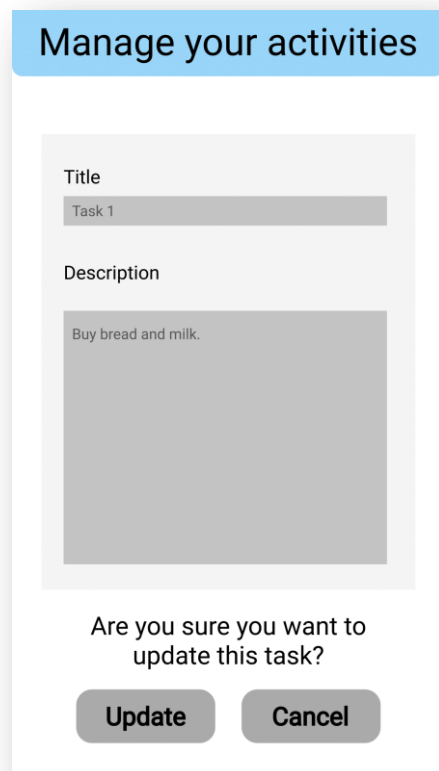 Manage your activities
Title
Task 1
Description
Buy bread and milk.
Are you sure you want to
update this task?
Update
Cancel